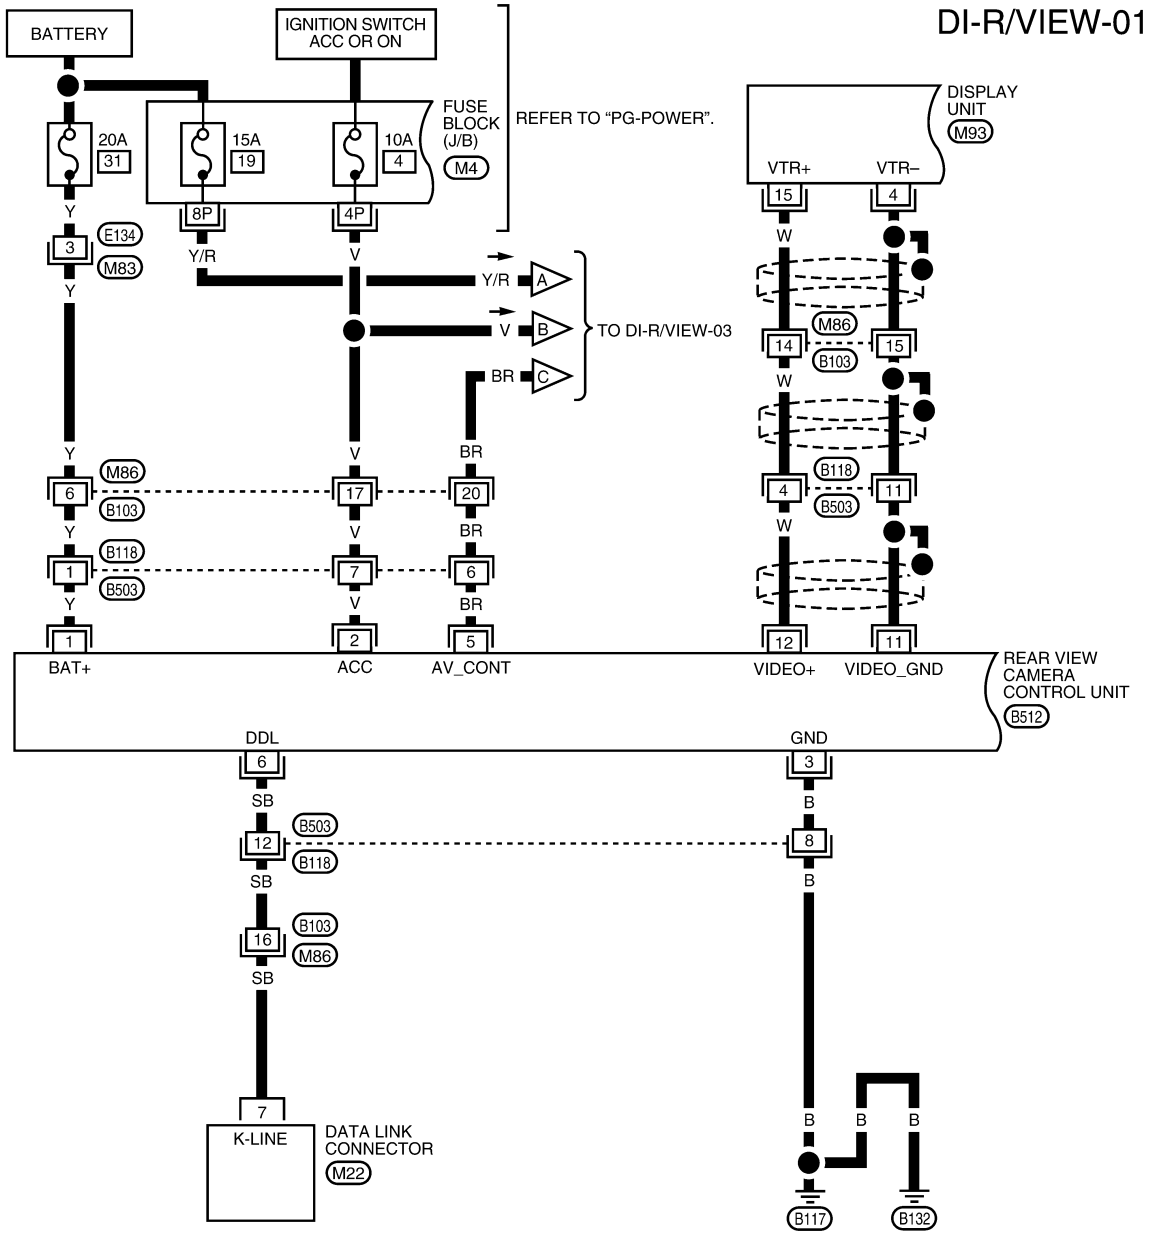 DI-R/VIEW-01
BATTERY
IGNITION SWITCH
ACC OR ON
FUSE
BLOCK
(J/B)
M4
REFER TO “PG-POWER”.
20A
31
15A
19
10A
4
8P
4P
DISPLAY
UNIT
M93
VTR+
VTR–
15
4
Y
3
E134
M83
Y
Y/R
V
Y/R
A
V
B
BR
C
TO DI-R/VIEW-03
W
14
M86
B103
15
W
4
B118
B503
11
W
Y
V
BR
6
M86
B103
17
20
Y
V
BR
1
B118
B503
7
6
Y
V
BR
1
2
5
12
11
BAT+
ACC
AV_CONT
VIDEO+
VIDEO_GND
REAR VIEW
CAMERA
CONTROL UNIT
B512
DDL
GND
6
3
SB
B
12
B503
B118
8
SB
B
16
B103
M86
SB
7
K-LINE
DATA LINK
CONNECTOR
M22
B
B
B
B117
B132